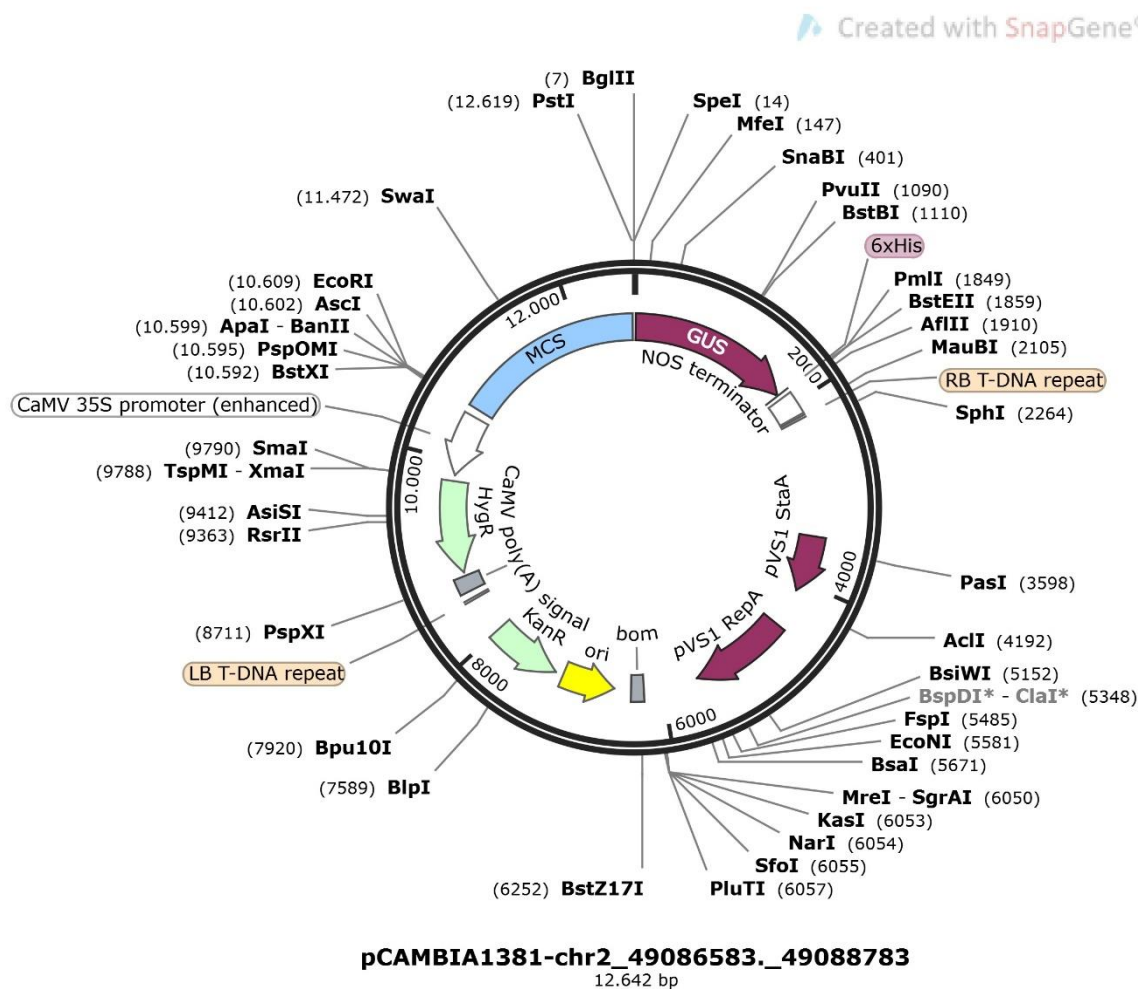 Created with SnapGene®
(7) BglII
(12.619) PstI
SpeI (14)
MfeI (147)
SnaBI (401)
(11.472) SwaI
PvuII (1090)
BstBI (1110)
6xHis
(10.609) EcoRI
(10.602) AscI
(10.599) ApaI - BanII
(10.595) PspOMI
(10.592) BstXI
PmlI (1849)
BstEII (1859)
AflII (1910)
MauBI (2105)
RB T-DNA repeat
SphI (2264)
12.000
MCS
GUS
NOS terminator
2000
CaMV 35S promoter (enhanced)
(9790) SmaI
(9788) TspMI - XmaI
10.000
(9412) AsiSI
(9363) RsrII
HygR
CaMV poly(A) signal
pVS1 StaA
4000
PasI (3598)
(8711) PspXI
LB T-DNA repeat
KanR
ori
bom
pVS1 RepA
AclI (4192)
8000
6000
BsiWI (5152)
BspDI* - ClaI* (5348)
FspI (5485)
EcoNI (5581)
BsaI (5671)
(7920) Bpu10I
(7589) BlpI
MreI - SgrAI (6050)
KasI (6053)
NarI (6054)
SfoI (6055)
PluTI (6057)
(6252) BstZ17I
pCAMBIA1381-chr2_49086583._49088783
12.642 bp